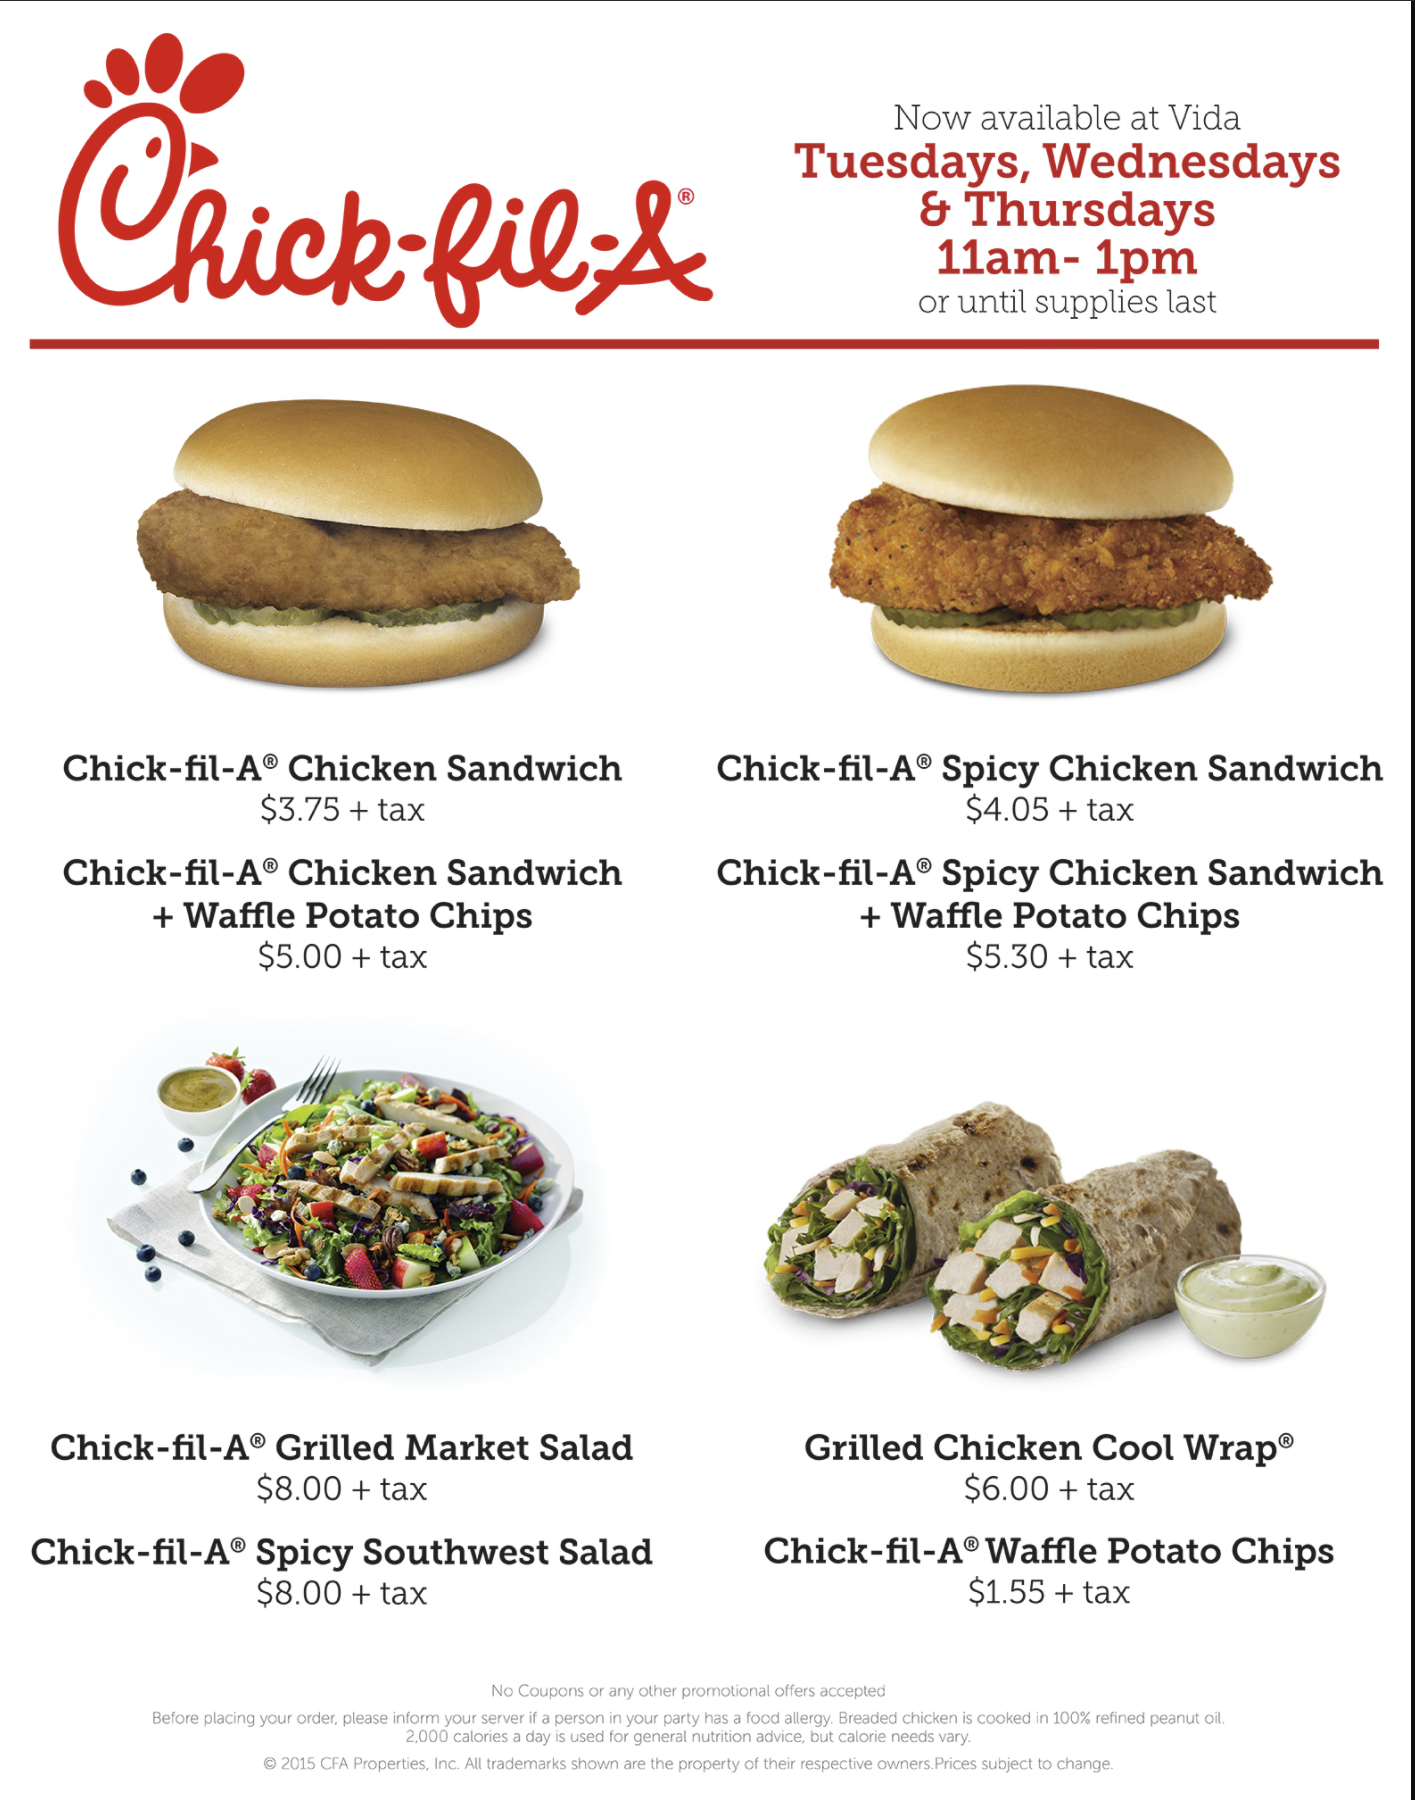 Chick-fil-A®
Now available at Vida
Tuesdays, Wednesdays
& Thursdays
11am- 1pm
or until supplies last
Chick-fil-A® Chicken Sandwich
$3.75 + tax
Chick-fil-A® Chicken Sandwich
+ Waffle Potato Chips
$5.00 + tax
Chick-fil-A® Spicy Chicken Sandwich
$4.05 + tax
Chick-fil-A® Spicy Chicken Sandwich
+ Waffle Potato Chips
$5.30 + tax
Chick-fil-A® Grilled Market Salad
$8.00 + tax
Chick-fil-A® Spicy Southwest Salad
$8.00 + tax
Grilled Chicken Cool Wrap®
$6.00 + tax
Chick-fil-A® Waffle Potato Chips
$1.55 + tax
No Coupons or any other promotional offers accepted
Before placing your order, please inform your server if a person in your party has a food allergy. Breaded chicken is cooked in 100% refined peanut oil.
2,000 calories a day is used for general nutrition advice, but calorie needs vary.
© 2015 CFA Properties, Inc. All trademarks shown are the property of their respective owners.Prices subject to change.